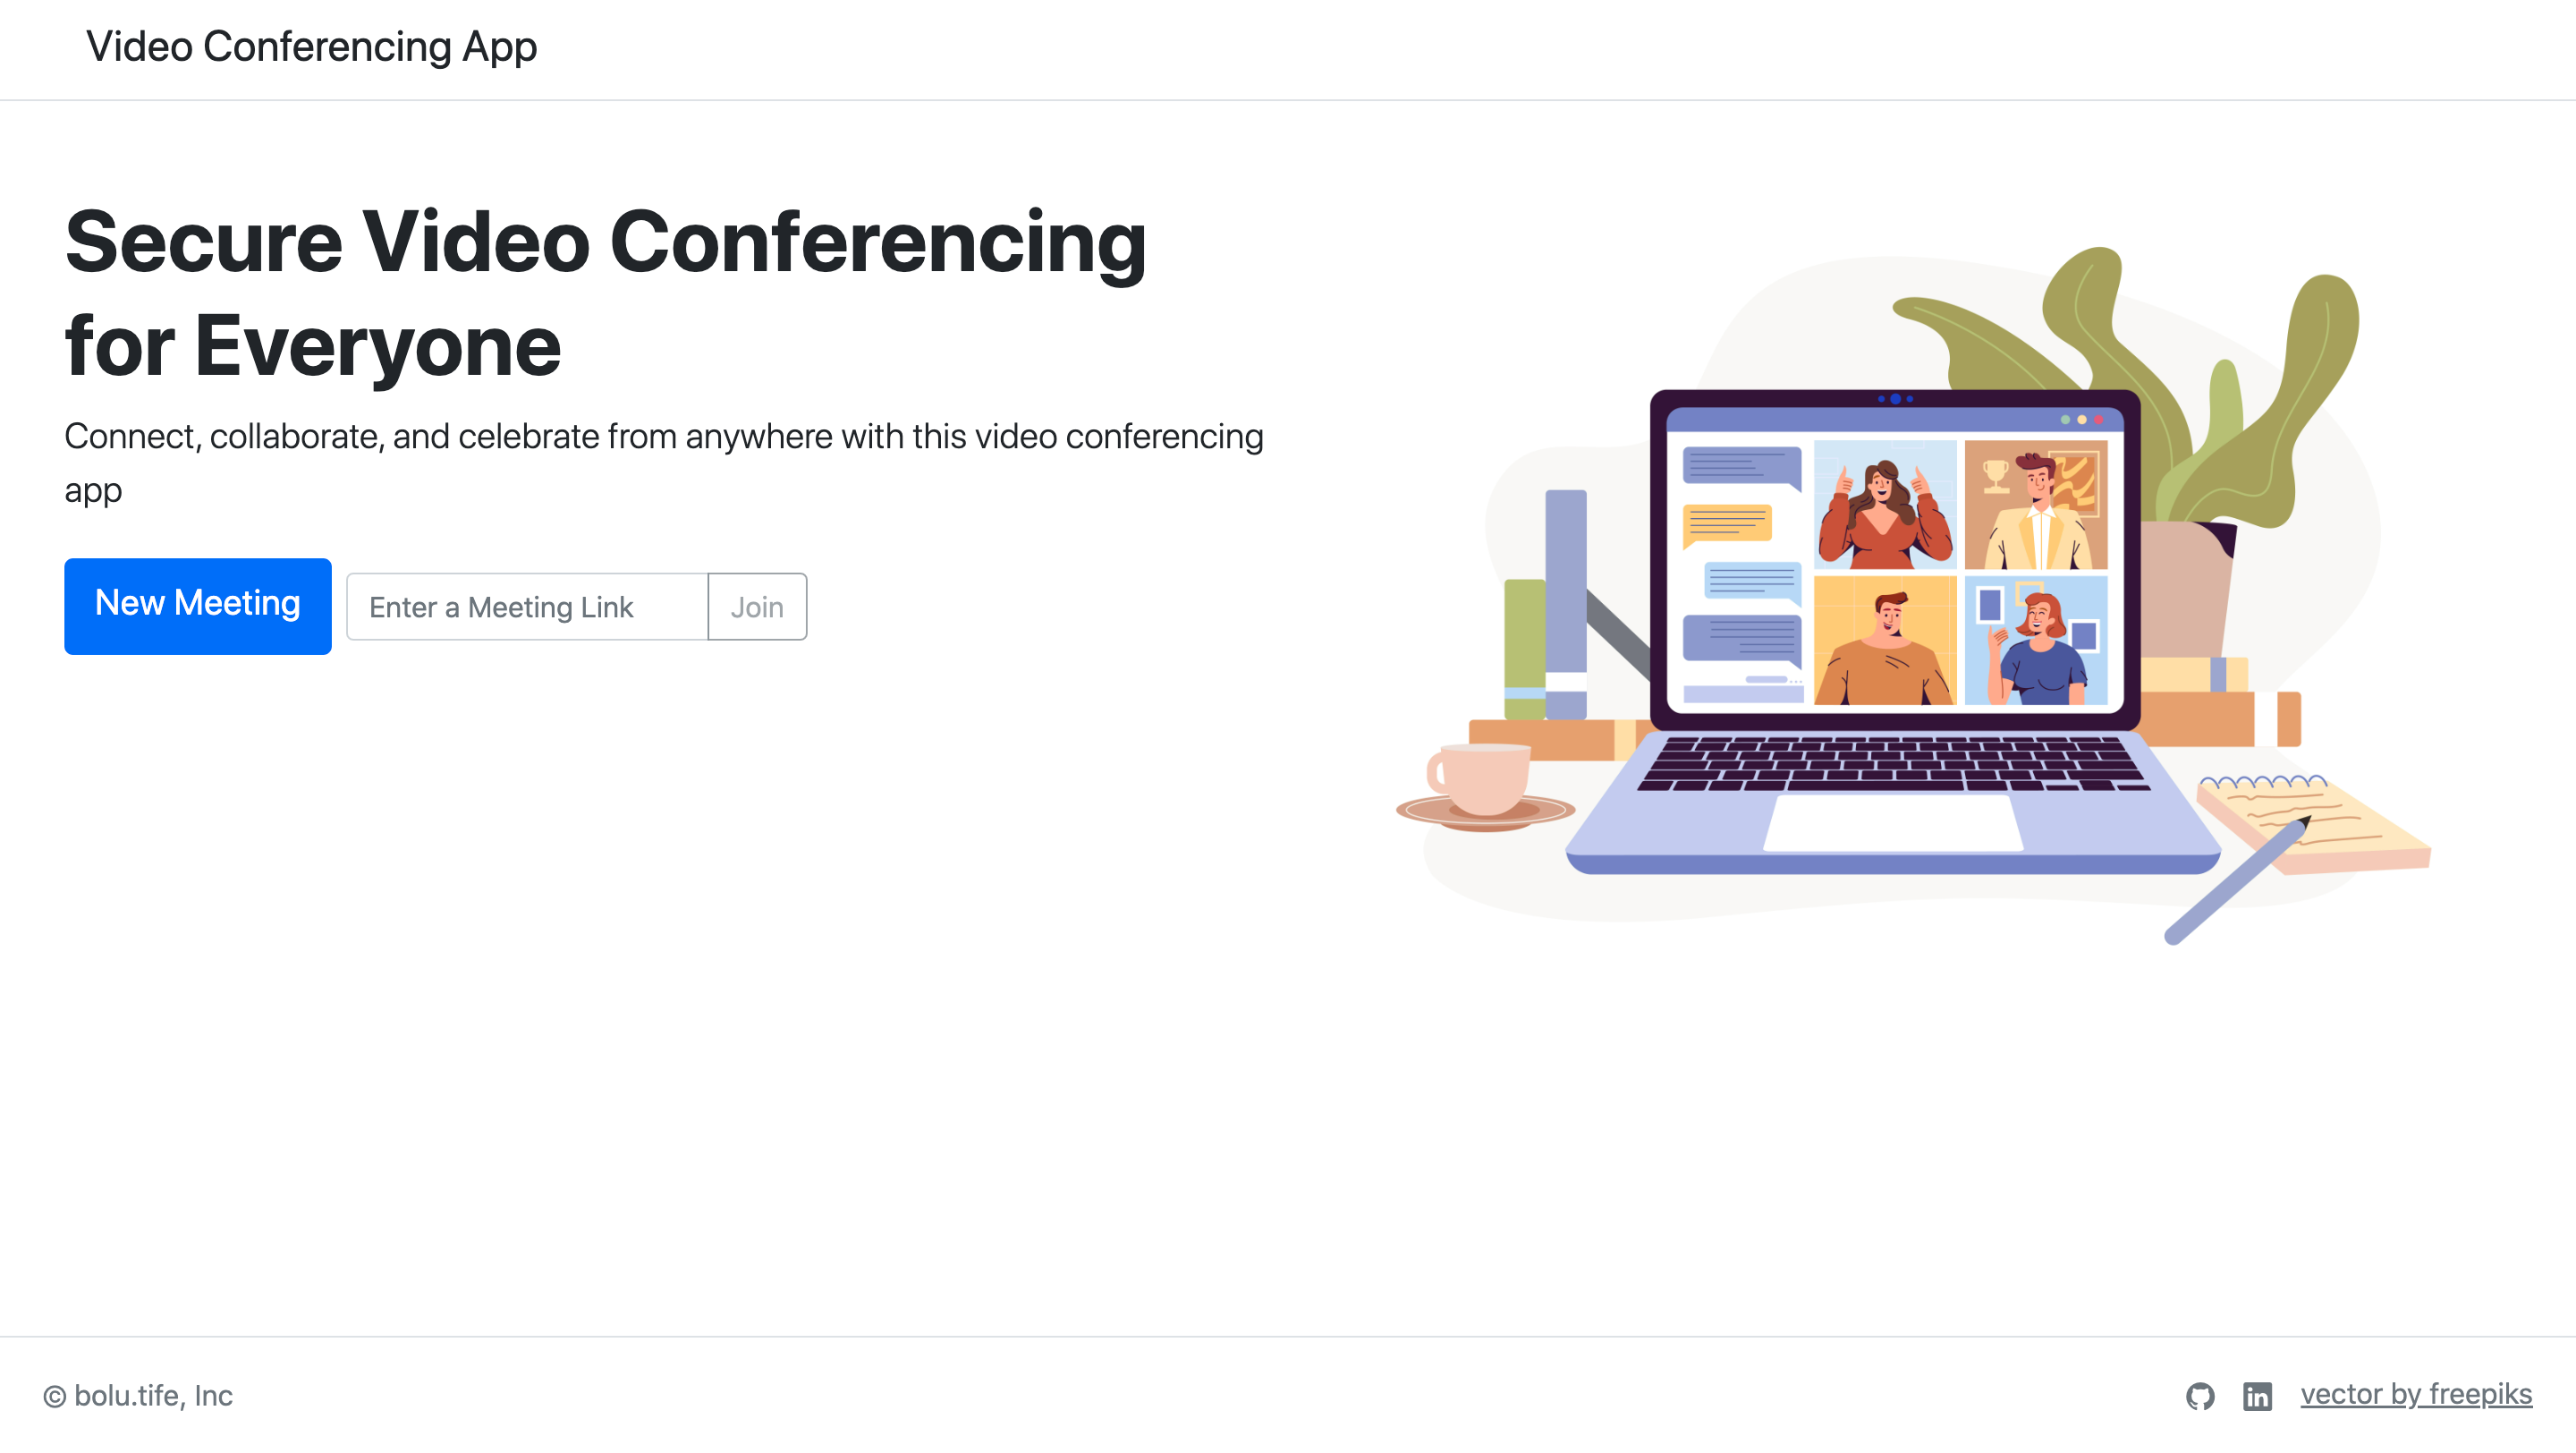 Video Conferencing App
Secure Video Conferencing
for Everyone
Connect, collaborate, and celebrate from anywhere with this video conferencing
app
New Meeting
Enter a Meeting Link
Join
© bolu.tife, Inc
in
vector by freepiks